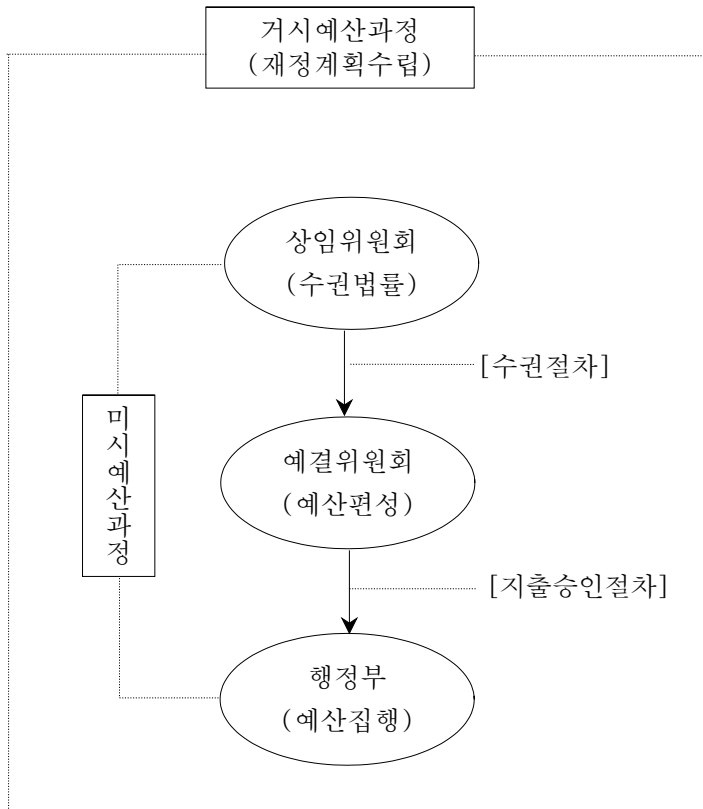 거시예산과정
(재정계획수립)
상임위원회
(수권법률)
[수권절차]
미시예산과정
예결위원회
(예산편성)
[지출승인절차]
행정부
(예산집행)